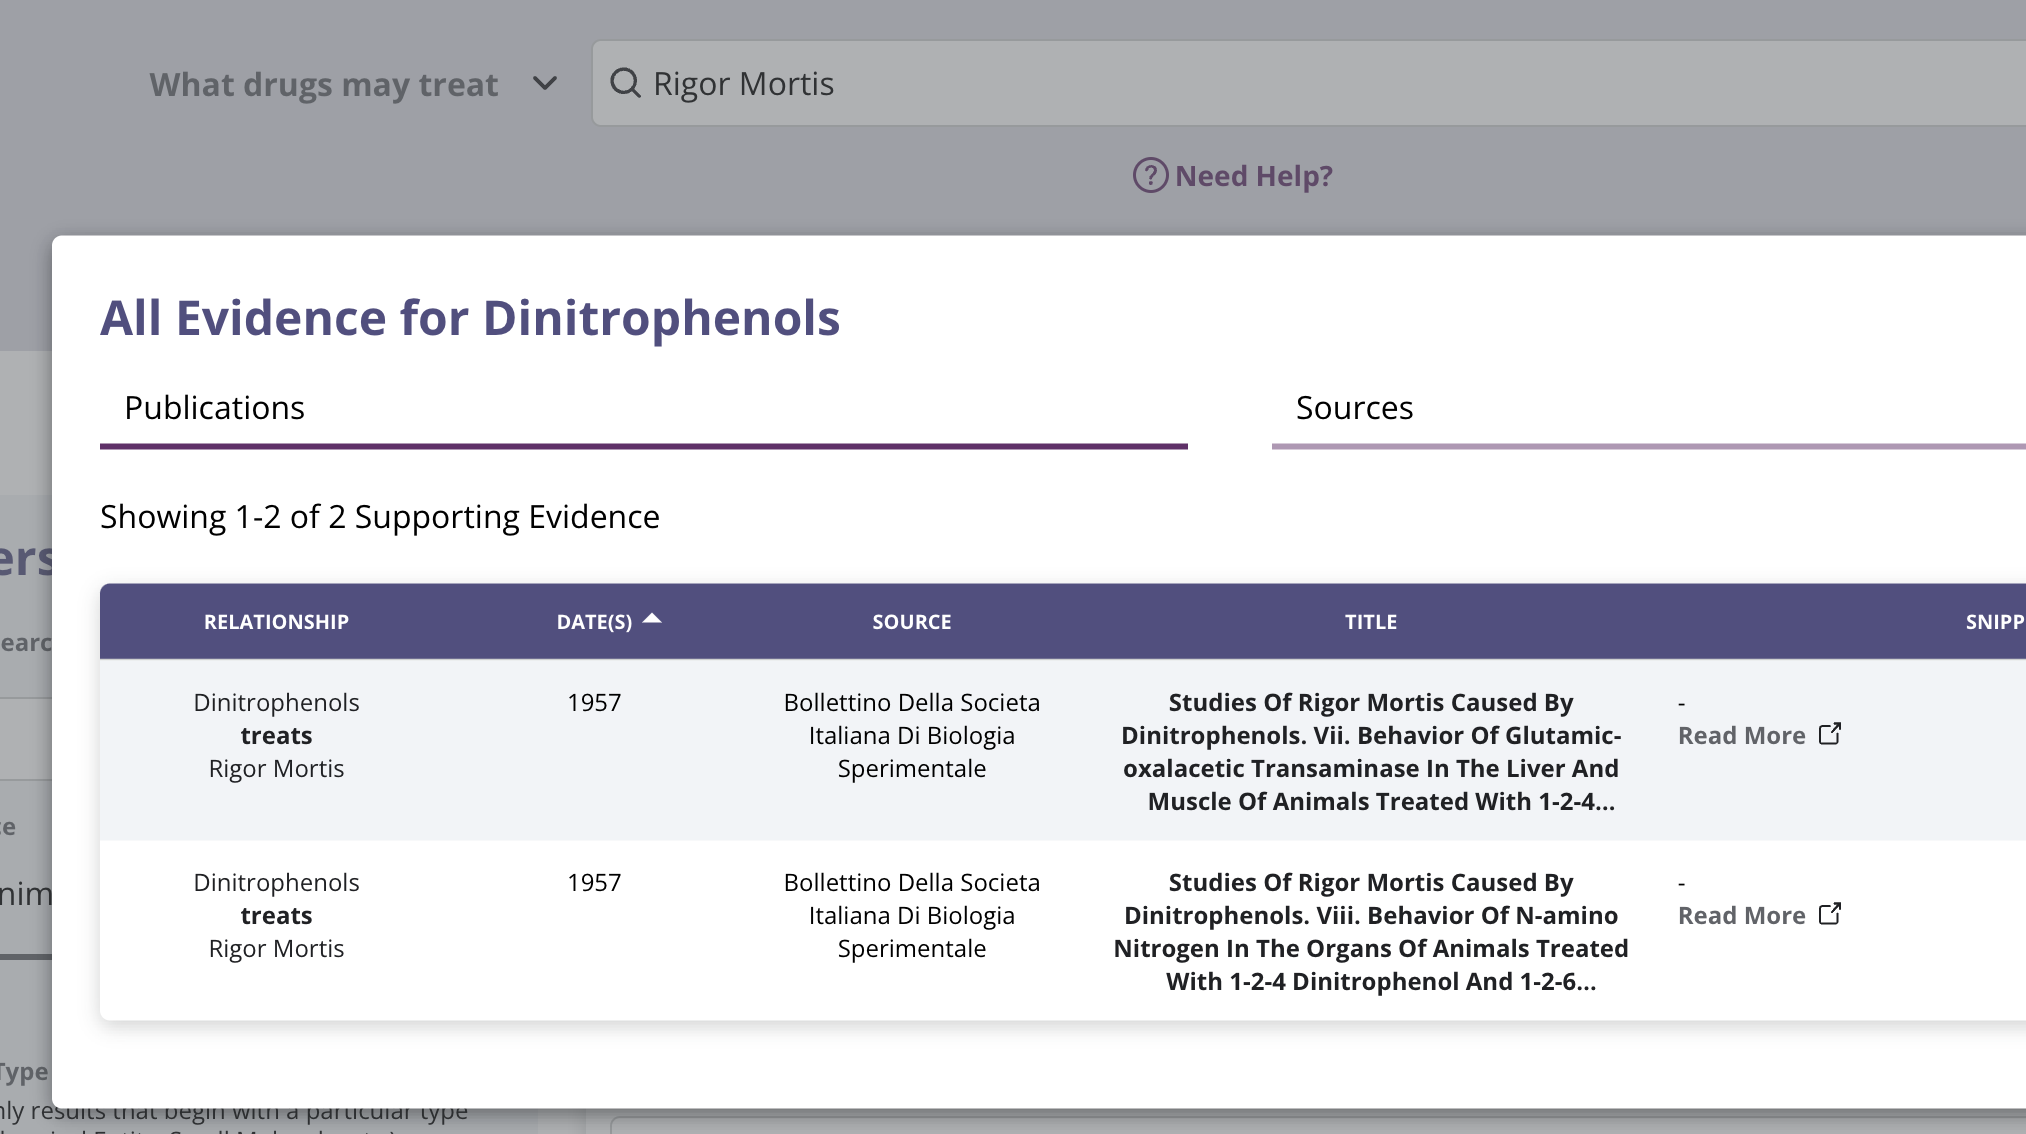 What drugs may treat
Rigor Mortis
Need Help?
All Evidence for Dinitrophenols
Publications
Sources
Showing 1-2 of 2 Supporting Evidence
RELATIONSHIP DATE(S) SOURCE TITLE SNIPP
Dinitrophenols
treats
Rigor Mortis
1957
Bollettino Della Societa
Italiana Di Biologia
Sperimentale
Studies Of Rigor Mortis Caused By
Dinitrophenols. Vii. Behavior Of Glutamic-
oxalacetic Transaminase In The Liver And
Muscle Of Animals Treated With 1-2-4...
-
Read More
Dinitrophenols
treats
Rigor Mortis
1957
Bollettino Della Societa
Italiana Di Biologia
Sperimentale
Studies Of Rigor Mortis Caused By
Dinitrophenols. Viii. Behavior Of N-amino
Nitrogen In The Organs Of Animals Treated
With 1-2-4 Dinitrophenol And 1-2-6...
-
Read More
ers
earc
te
nim
Type
nly results that begin with a particular type